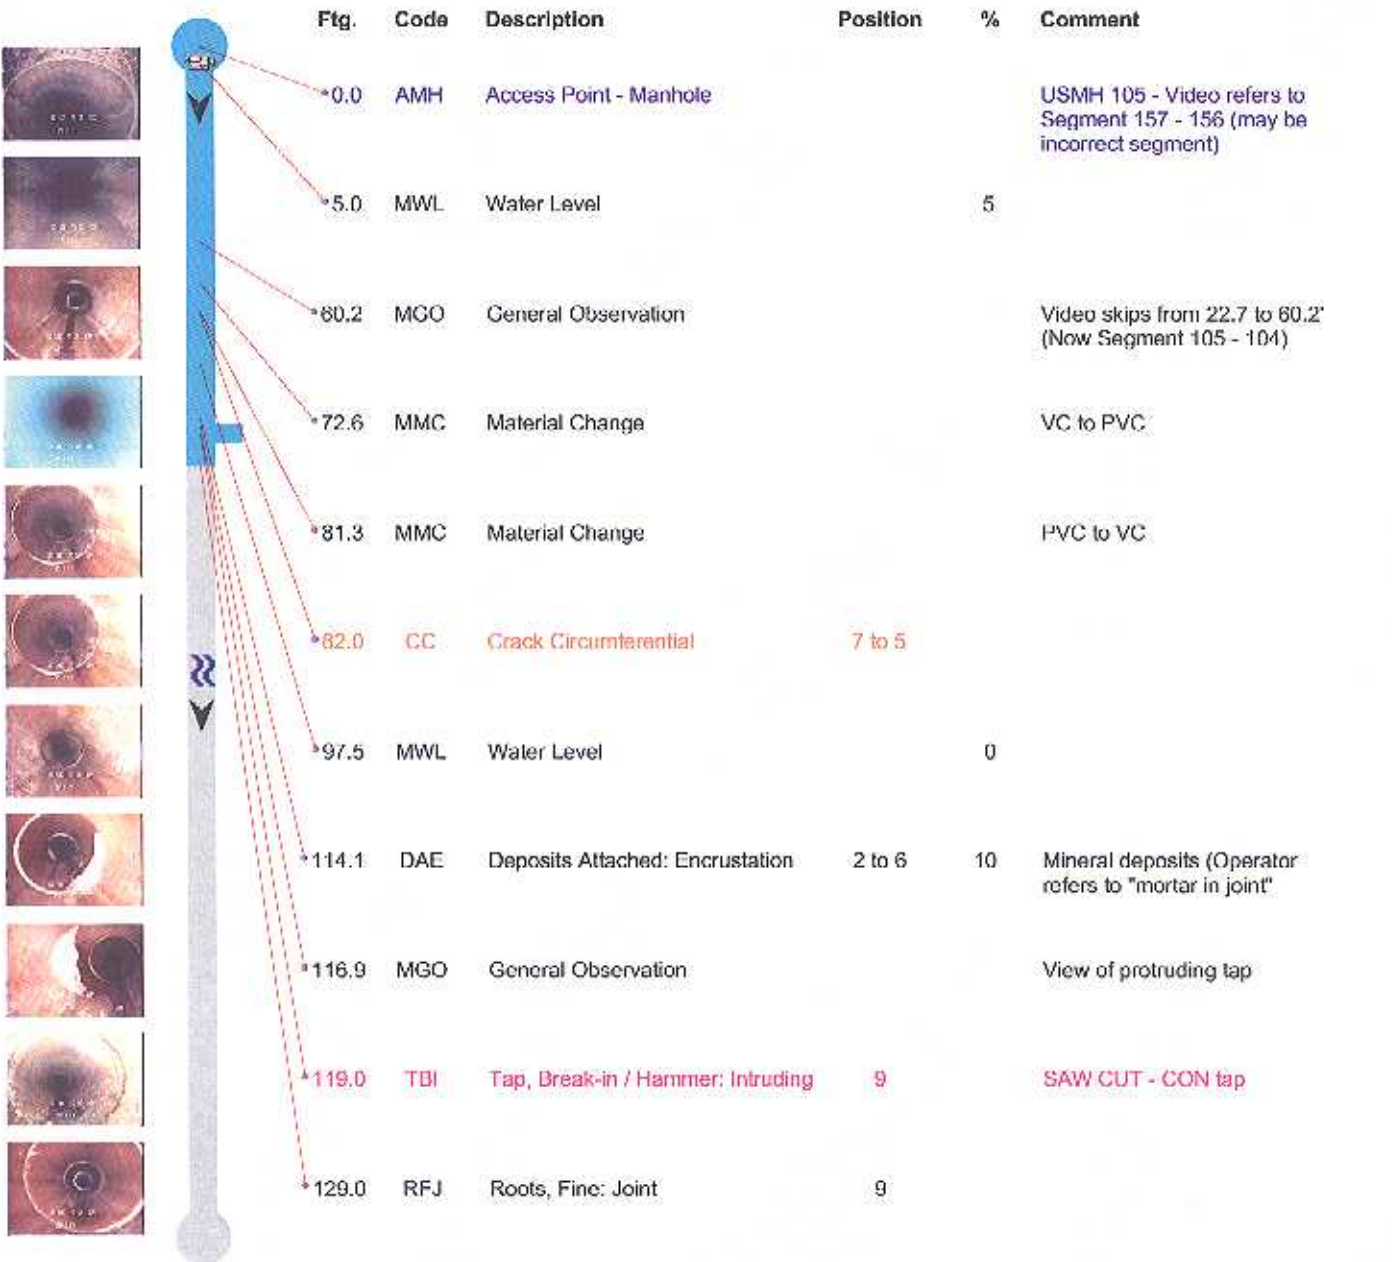 Ftg. Code Description Position % Comment
0.0 AMH Access Point - Manhole USMH 105 - Video refers to
Segment 157 - 156 (may be
incorrect segment)
5.0 MWL Water Level 5
60.2 MGO General Observation Video skips from 22.7 to 60.2'
(Now Segment 105 - 104)
72.6 MMC Material Change VC to PVC
81.3 MMC Material Change PVC to VC
82.0 CC Crack Circumferential 7 to 5
97.5 MWL Water Level 0
114.1 DAE Deposits Attached: Encrustation 2 to 6 10 Mineral deposits (Operator
refers to "mortar in joint"
116.9 MGO General Observation View of protruding tap
119.0 TBI Tap, Break-in / Hammer: Intruding 9 SAW CUT - CON tap
129.0 RFJ Roots, Fine: Joint 9